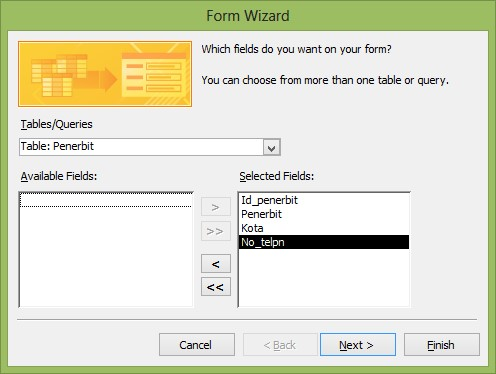 Form Wizard
Which fields do you want on your form?
You can choose from more than one table or query.
Tables/Queries
Table: Penerbit
Available Fields:
Selected Fields:
Id_penerbit
Penerbit
Kota
No_telpn
>
>>
<
<<
Cancel
< Back
Next >
Finish